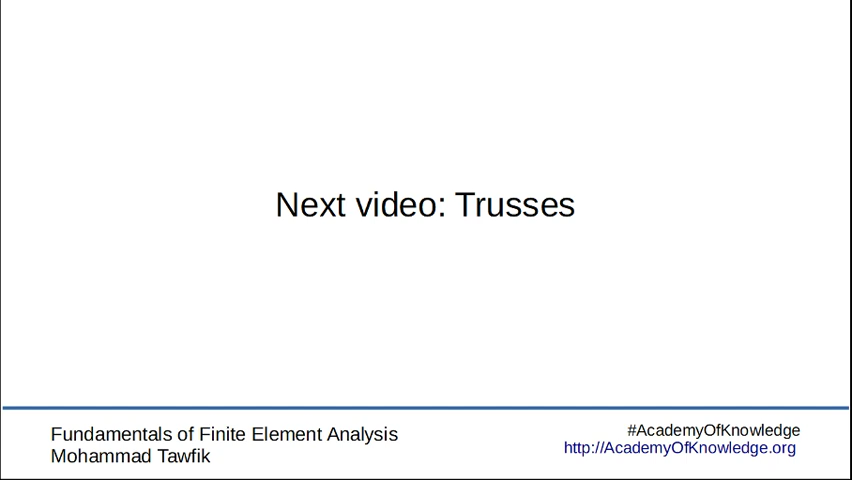 Next video: Trusses
Fundamentals of Finite Element Analysis
Mohammad Tawfik
#AcademyOfKnowledge
http://AcademyOfKnowledge.org